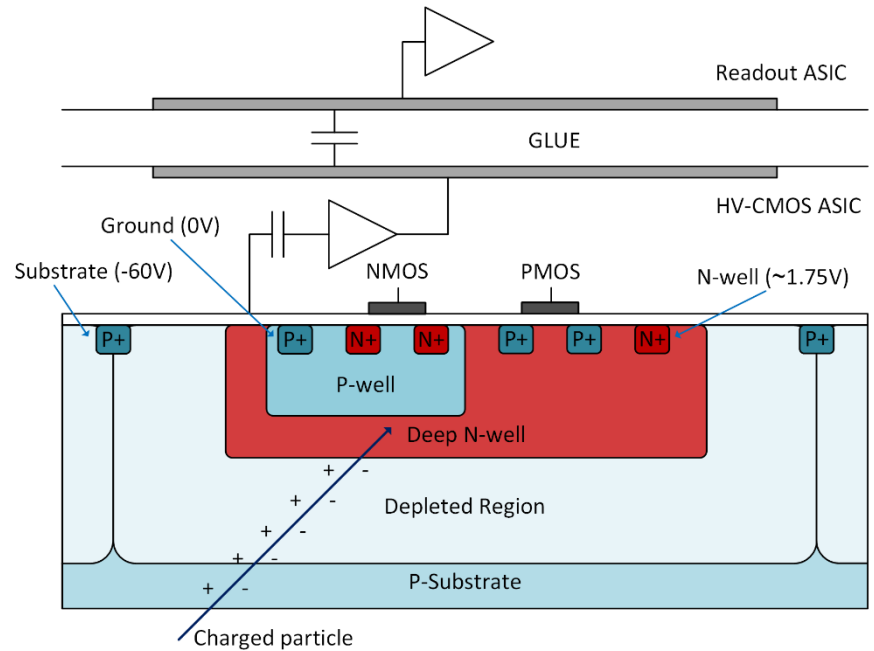 Readout ASIC
GLUE
HV-CMOS ASIC
Ground (0V)
Substrate (-60V)
NMOS
PMOS
N-well (~1.75V)
P+
P+
N+
N+
P+
P+
N+
P+
P-well
Deep N-well
+ -
+ -
Depleted Region
+ -
+ -
P-Substrate
+ -
Charged particle